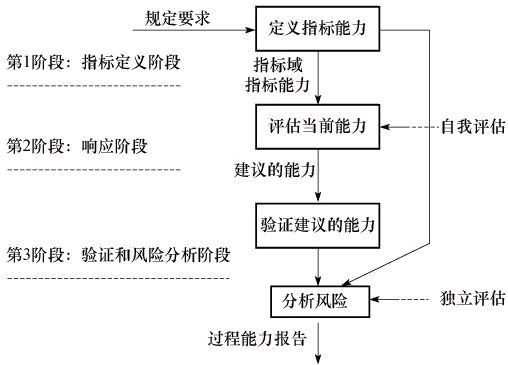 规定要求
定义指标能力
第1阶段：指标定义阶段
指标域
指标能力
评估当前能力
自我评估
第2阶段：响应阶段
建议的能力
验证建议的能力
第3阶段：验证和风险分析阶段
分析风险
独立评估
过程能力报告